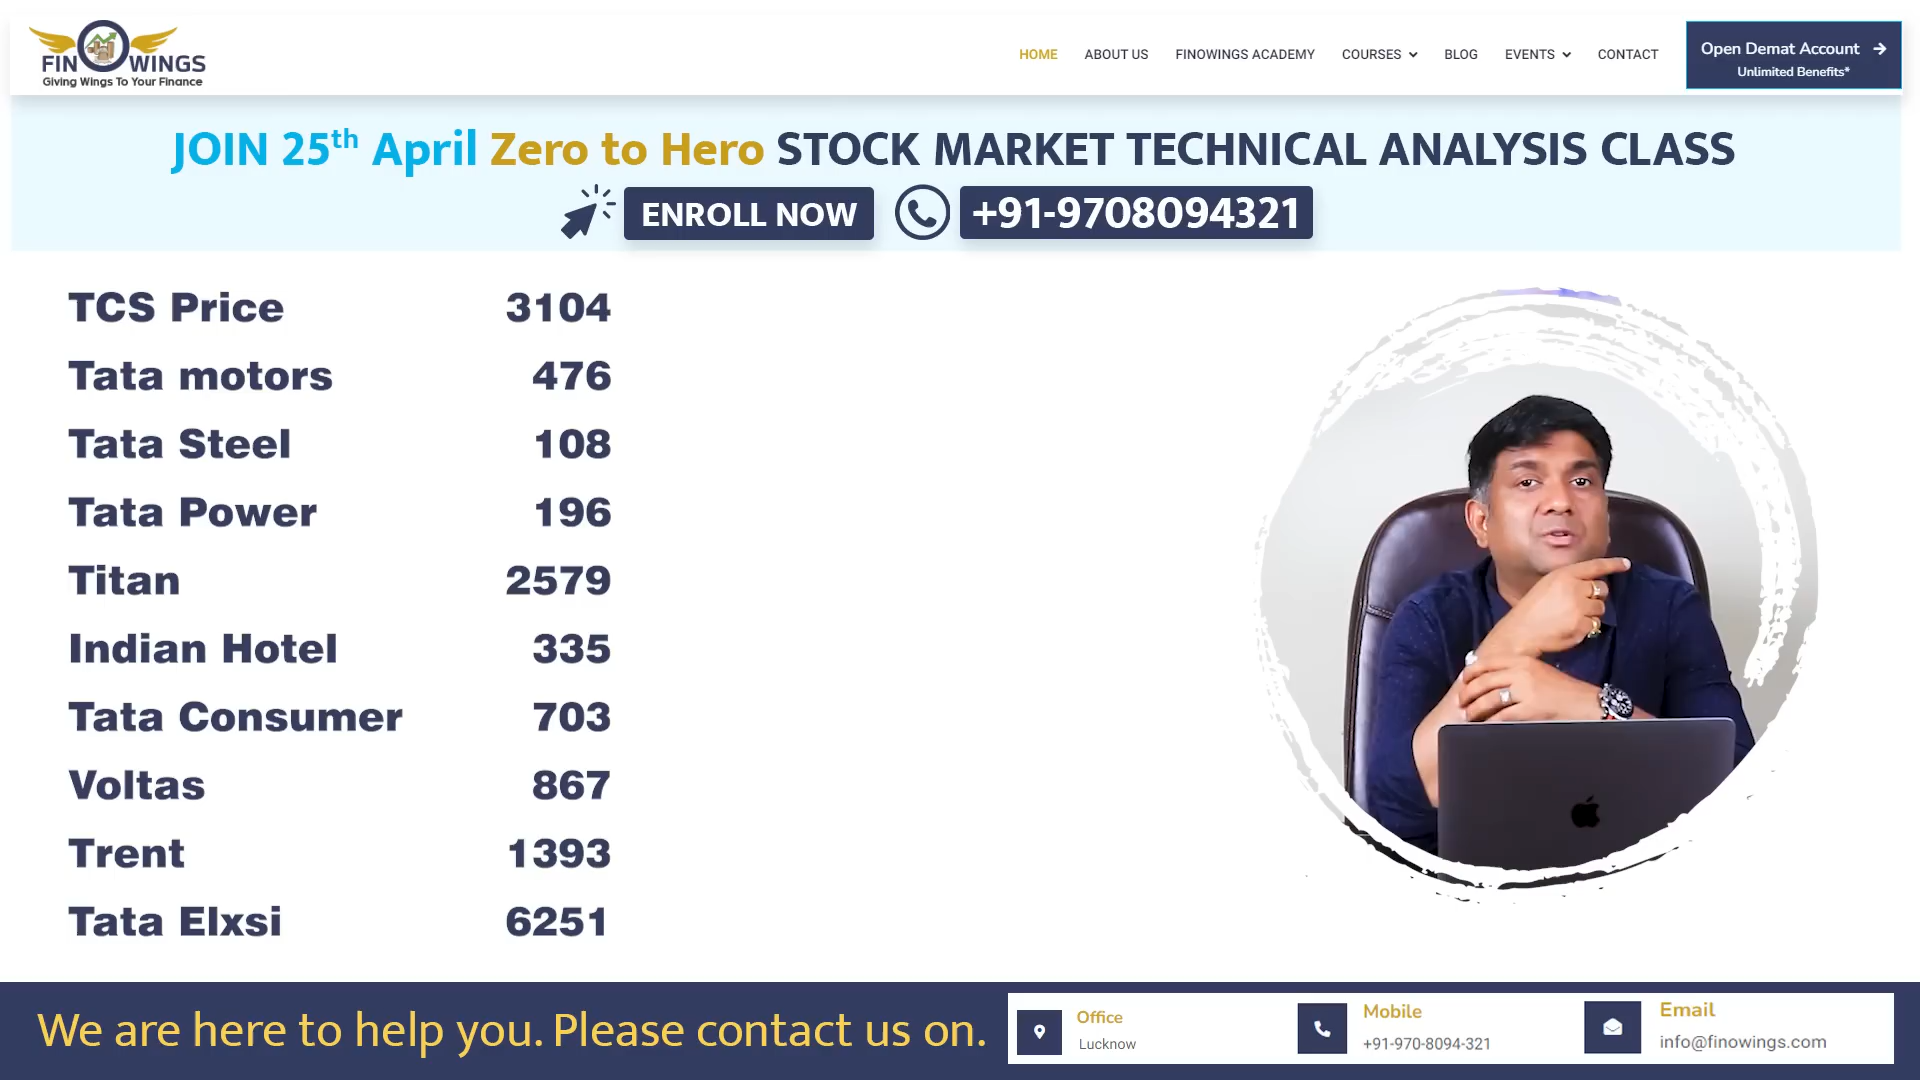 FINOWINGS
Giving Wings To Your Finance
HOME ABOUT US FINOWINGS ACADEMY COURSES BLOG EVENTS CONTACT
Open Demat Account
Unlimited Benefits*
JOIN 25th April Zero to Hero STOCK MARKET TECHNICAL ANALYSIS CLASS
ENROLL NOW +91-9708094321
TCS Price 3104
Tata motors 476
Tata Steel 108
Tata Power 196
Titan 2579
Indian Hotel 335
Tata Consumer 703
Voltas 867
Trent 1393
Tata Elxsi 6251
We are here to help you. Please contact us on.
Office
Lucknow
Mobile
+91-970-8094-321
Email
info@finowings.com